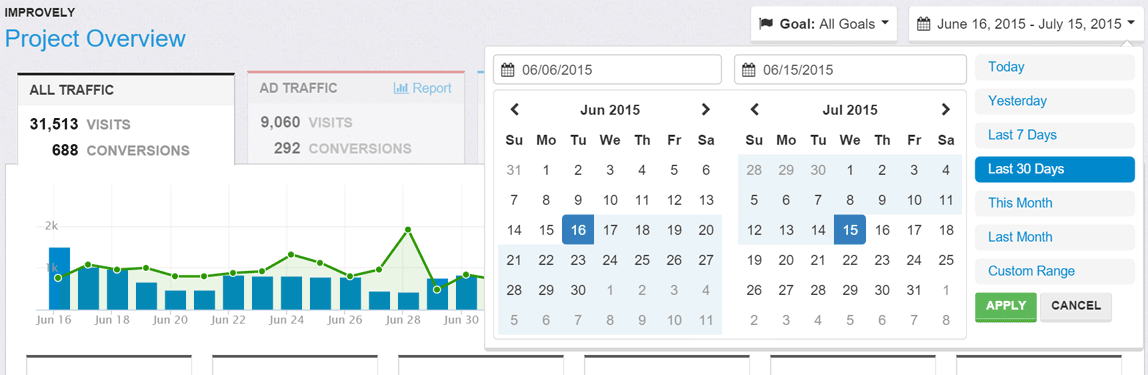 IMPROVELY
Project Overview
Goal: All Goals
June 16, 2015 - July 15, 2015
ALL TRAFFIC
31,513 VISITS
688 CONVERSIONS
AD TRAFFIC Report
9,060 VISITS
292 CONVERSIONS
2k
1k
Jun 16 Jun 18 Jun 20 Jun 22 Jun 24 Jun 26 Jun 28 Jun 30
06/06/2015
Jun 2015
Su Mo Tu We Th Fr Sa
31 1 2 3 4 5 6
7 8 9 10 11 12 13
14 15 16 17 18 19 20
21 22 23 24 25 26 27
28 29 30 1 2 3 4
5 6 7 8 9 10 11
06/15/2015
Jul 2015
Su Mo Tu We Th Fr Sa
28 29 30 1 2 3 4
5 6 7 8 9 10 11
12 13 14 15 16 17 18
19 20 21 22 23 24 25
26 27 28 29 30 31 1
2 3 4 5 6 7 8
Today
Yesterday
Last 7 Days
Last 30 Days
This Month
Last Month
Custom Range
APPLY CANCEL